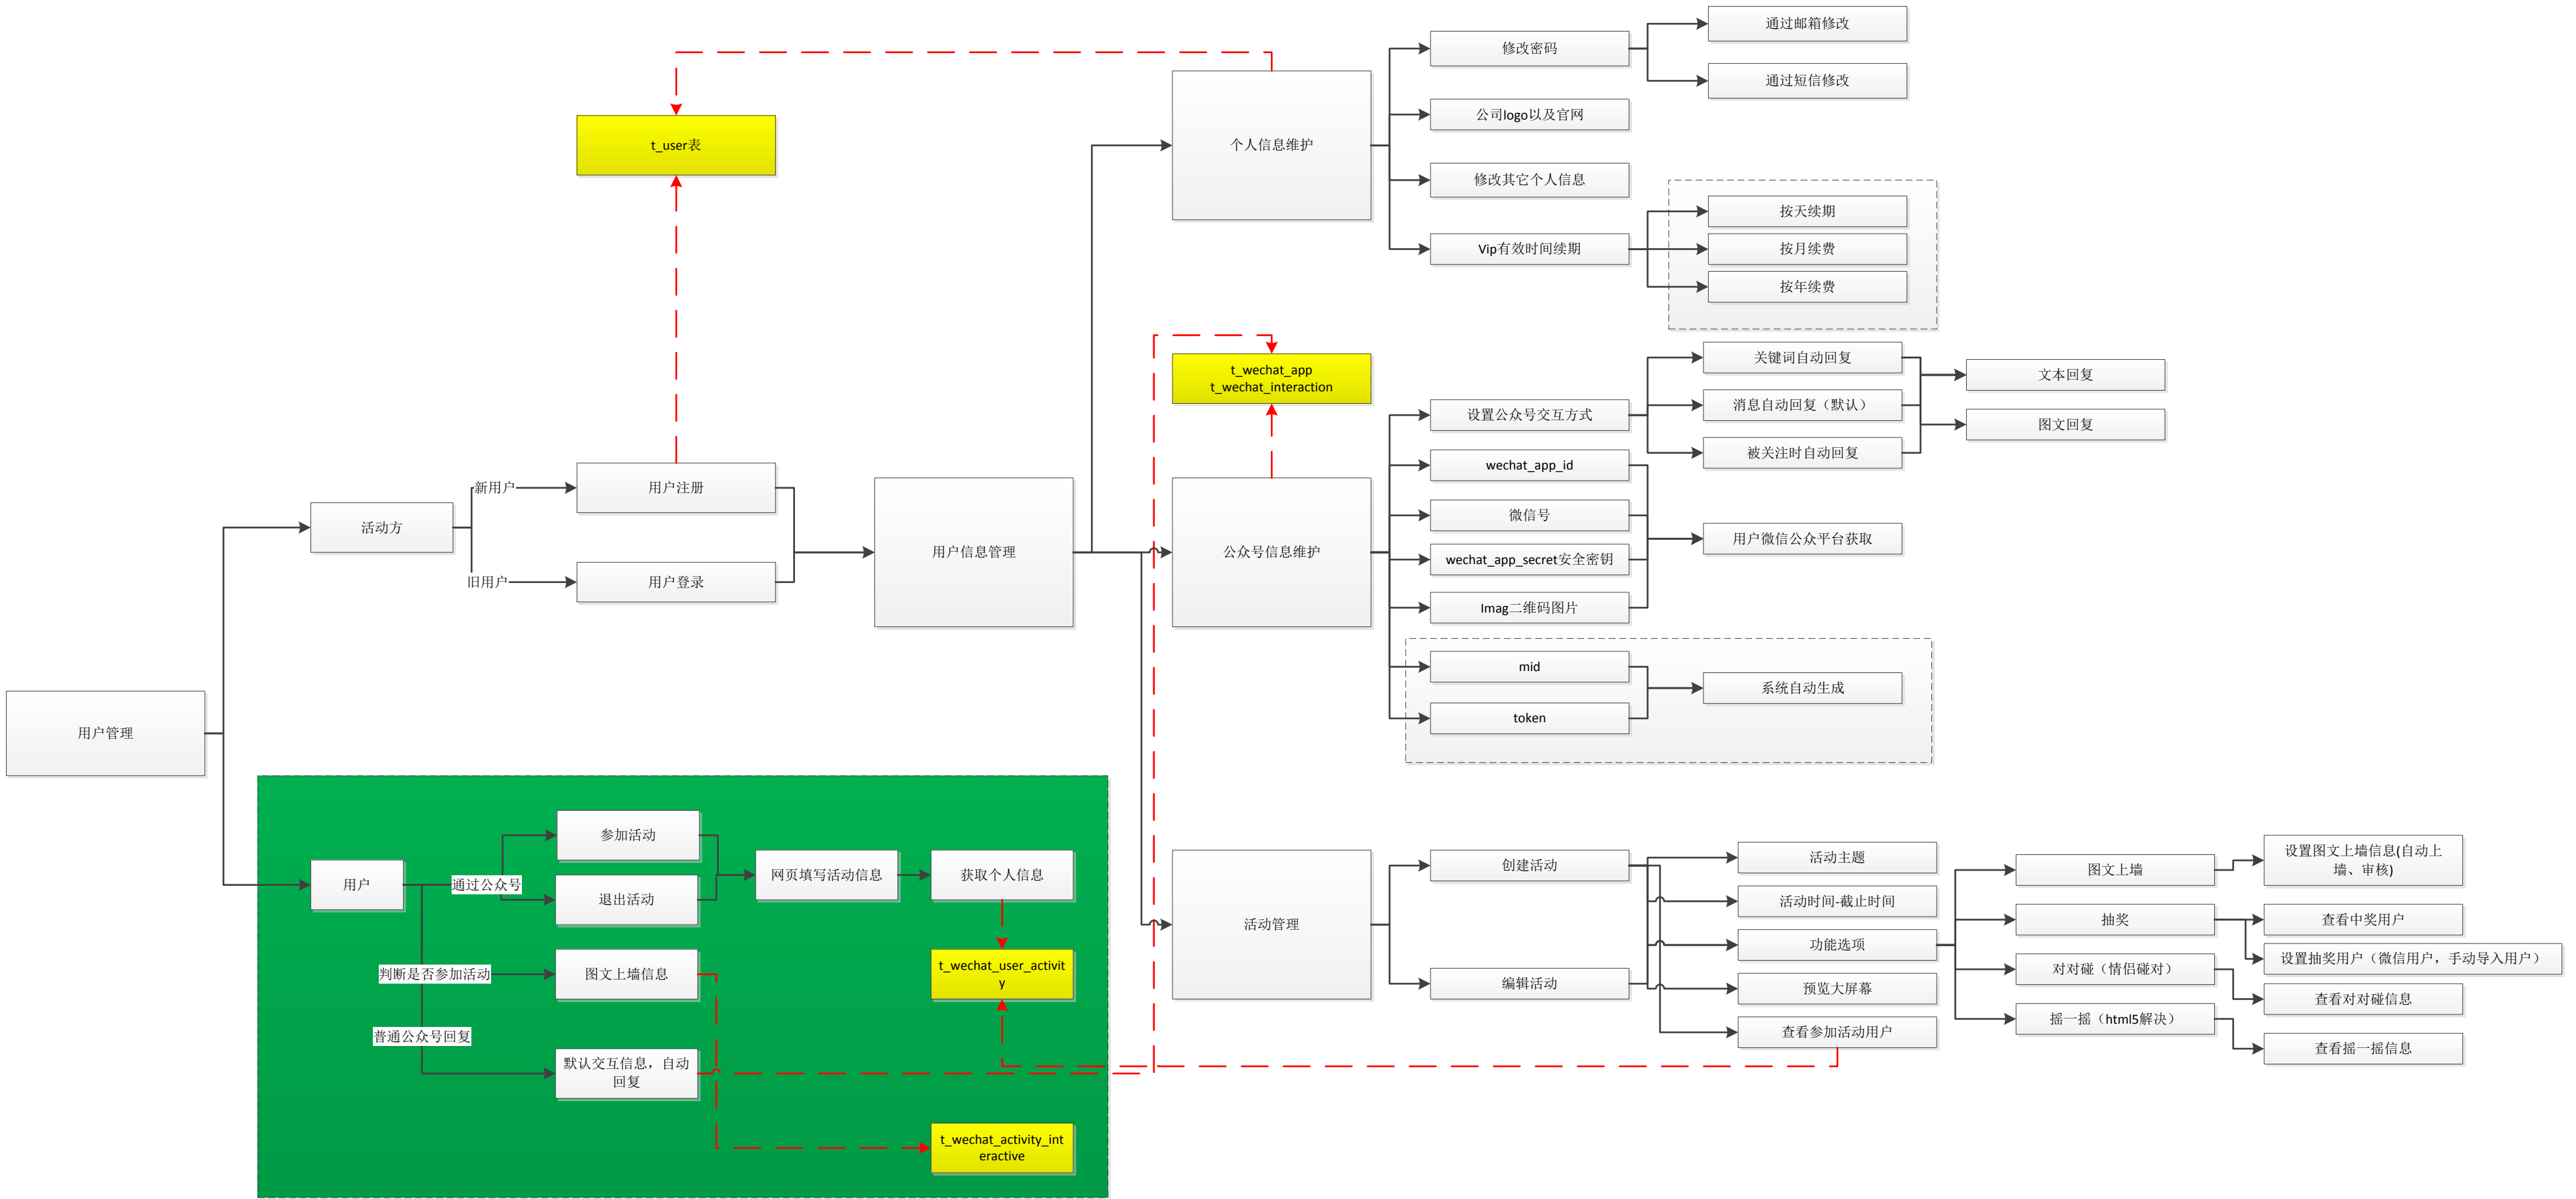 用户管理
活动方
新用户
旧用户
用户注册
用户登录
t_user表
用户信息管理
个人信息维护
修改密码
通过邮箱修改
通过短信修改
公司logo以及官网
修改其它个人信息
Vip有效时间续期
按天续期
按月续费
按年续费
t_wechat_app
t_wechat_interaction
公众号信息维护
设置公众号交互方式
关键词自动回复
消息自动回复（默认）
被关注时自动回复
文本回复
图文回复
wechat_app_id
微信号
wechat_app_secret安全密钥
Imag二维码图片
用户微信公众平台获取
mid
token
系统自动生成
活动管理
创建活动
编辑活动
活动主题
活动时间-截止时间
功能选项
预览大屏幕
查看参加活动用户
图文上墙
设置图文上墙信息(自动上
墙、审核)
抽奖
查看中奖用户
设置抽奖用户（微信用户，手动导入用户）
对对碰（情侣碰对）
查看对对碰信息
摇一摇（html5解决）
查看摇一摇信息
用户
通过公众号
参加活动
退出活动
网页填写活动信息
获取个人信息
t_wechat_user_activit
y
判断是否参加活动
图文上墙信息
普通公众号回复
默认交互信息，自动
回复
t_wechat_activity_int
eractive